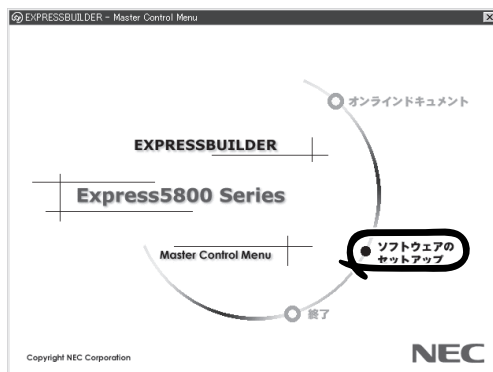 EXPRESSBUILDER - Master Control Menu
オンラインドキュメント
EXPRESSBUILDER
Express5800 Series
ソフトウェアの
セットアップ
Master Control Menu
終了
Copyright NEC Corporation
NEC